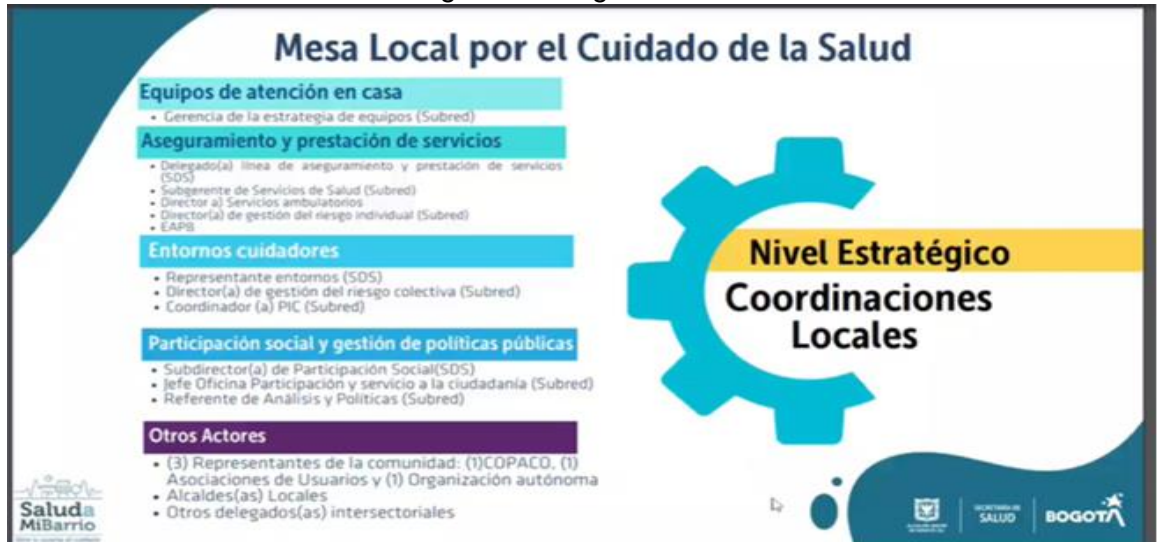 Mesa Local por el Cuidado de la Salud
Equipos de atención en casa
• Gerencia de la estrategia de equipos (Subred)
Aseguramiento y prestación de servicios
• Delegado(a) línea de aseguramiento y prestación de servicios
(SDS)
• Subgerente de Servicios de Salud (Subred)
• Director a) Servicios ambulatorios
• Director(a) de gestión del riesgo individual (Subred)
• EAPB
Entornos cuidadores
• Representante entornos (SDS)
• Director(a) de gestión del riesgo colectiva (Subred)
• Coordinador (a) PIC (Subred)
Participación social y gestión de políticas públicas
• Subdirector(a) de Participación Social(SDS)
• Jefe Oficina Participación y servicio a la ciudadanía (Subred)
• Referente de Análisis y Políticas (Subred)
Otros Actores
• (3) Representantes de la comunidad: (1)COPACO, (1)
Asociaciones de Usuarios y (1) Organización autónoma
• Alcaldes(as) Locales
• Otros delegados(as) intersectoriales
Nivel Estratégico
Coordinaciones
Locales
Saluda
MiBarrio
SECRETARÍA DE
SALUD
BOGOTÁ